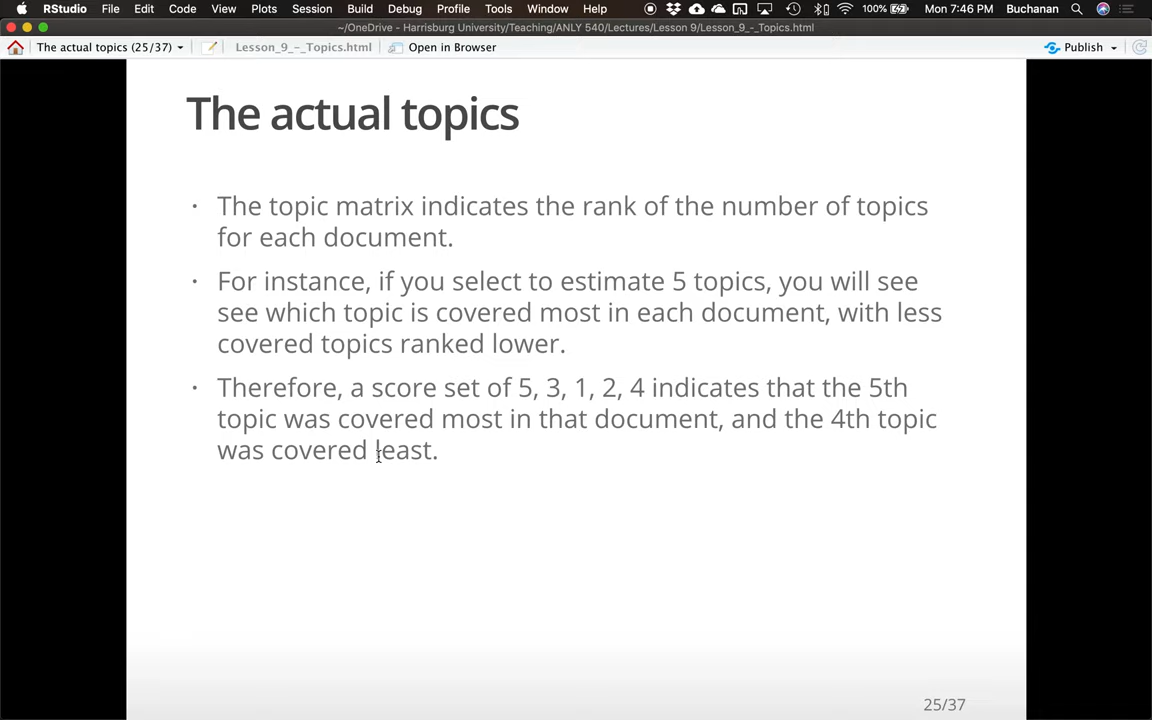 RStudio File Edit Code View Plots Session Build Debug Profile Tools Window Help 100% Mon 7:46 PM Buchanan
~/OneDrive - Harrisburg University/Teaching/ANLY 540/Lectures/Lesson 9/Lesson_9_-_Topics.html
The actual topics (25/37) Lesson_9_-_Topics.html Open in Browser Publish
The actual topics
• The topic matrix indicates the rank of the number of topics
for each document.
• For instance, if you select to estimate 5 topics, you will see
see which topic is covered most in each document, with less
covered topics ranked lower.
• Therefore, a score set of 5, 3, 1, 2, 4 indicates that the 5th
topic was covered most in that document, and the 4th topic
was covered least.
25/37